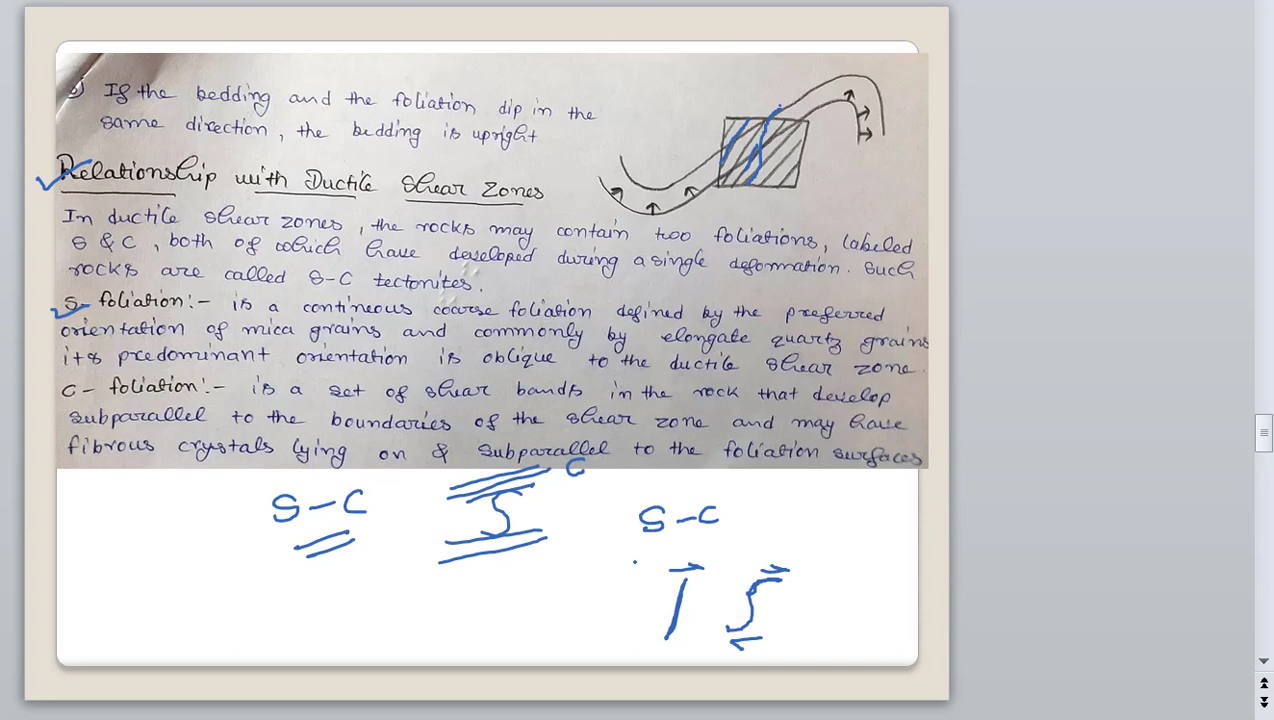 If the bedding and the foliation dip in the
same direction, the bedding is upright
Relationship with Ductile Shear Zones
In ductile shear zones, the rocks may contain two foliations, labeled
S & C, both of which have developed during a single deformation. Such
rocks are called S-C tectonites.
S- foliation:- is a contineous coarse foliation defined by the preferred
orientation of mica grains and commonly by elongate quartz grains
it's predominant orientation is oblique to the ductile shear zone.
C- foliation:- is a set of shear bands in the rock that develop
subparallel to the boundaries of the shear zone and may have
fibrous crystals lying on & subparallel to the foliation surfaces
C
S-C
S
S-C